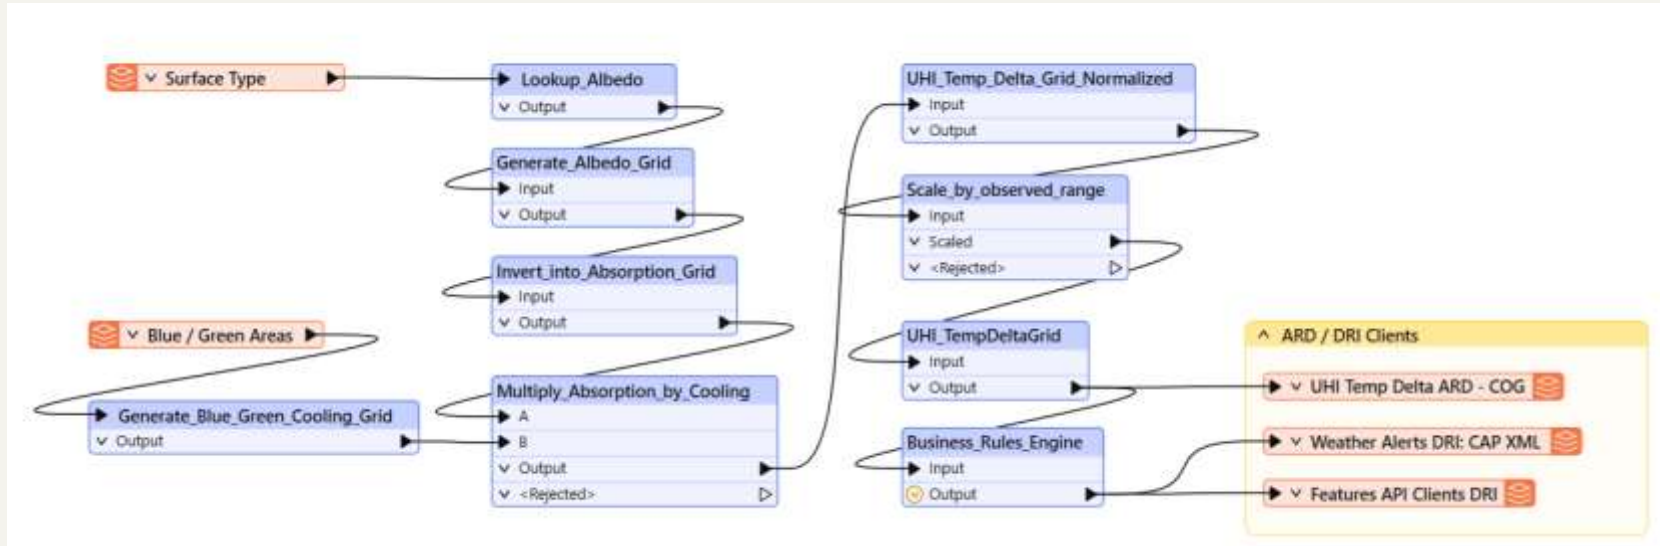 Surface Type
Lookup_Albedo
Output
Generate_Albedo_Grid
Input
Output
Invert_into_Absorption_Grid
Input
Output
Blue / Green Areas
Generate_Blue_Green_Cooling_Grid
Output
Multiply_Absorption_by_Cooling
A
B
Output
<Rejected>
UHI_Temp_Delta_Grid_Normalized
Input
Output
Scale_by_observed_range
Input
Scaled
<Rejected>
UHI_TempDeltaGrid
Input
Output
Business_Rules_Engine
Input
Output
ARD / DRI Clients
UHI Temp Delta ARD - COG
Weather Alerts DRI: CAP XML
Features API Clients DRI